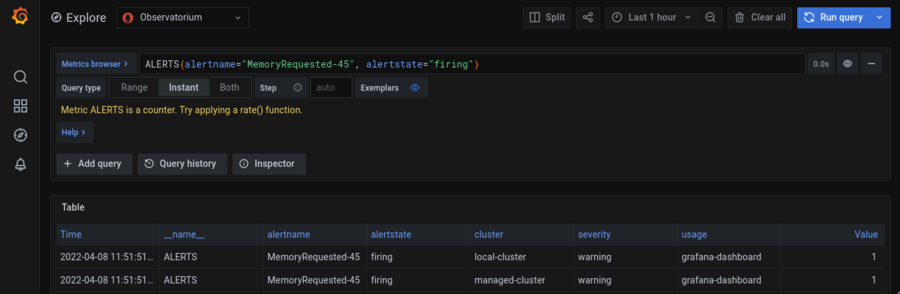 Explore Observatorium Split Last 1 hour Clear all Run query
Metrics browser > ALERTS{alertname="MemoryRequested-45", alertstate="firing"} 0.0s
Query type Range Instant Both Step auto Exemplars
Metric ALERTS is a counter. Try applying a rate() function.
Help >
+ Add query Query history Inspector
Table
Time __name__ alertname alertstate cluster severity usage Value
2022-04-08 11:51:51... ALERTS MemoryRequested-45 firing local-cluster warning grafana-dashboard 1
2022-04-08 11:51:51... ALERTS MemoryRequested-45 firing managed-cluster warning grafana-dashboard 1